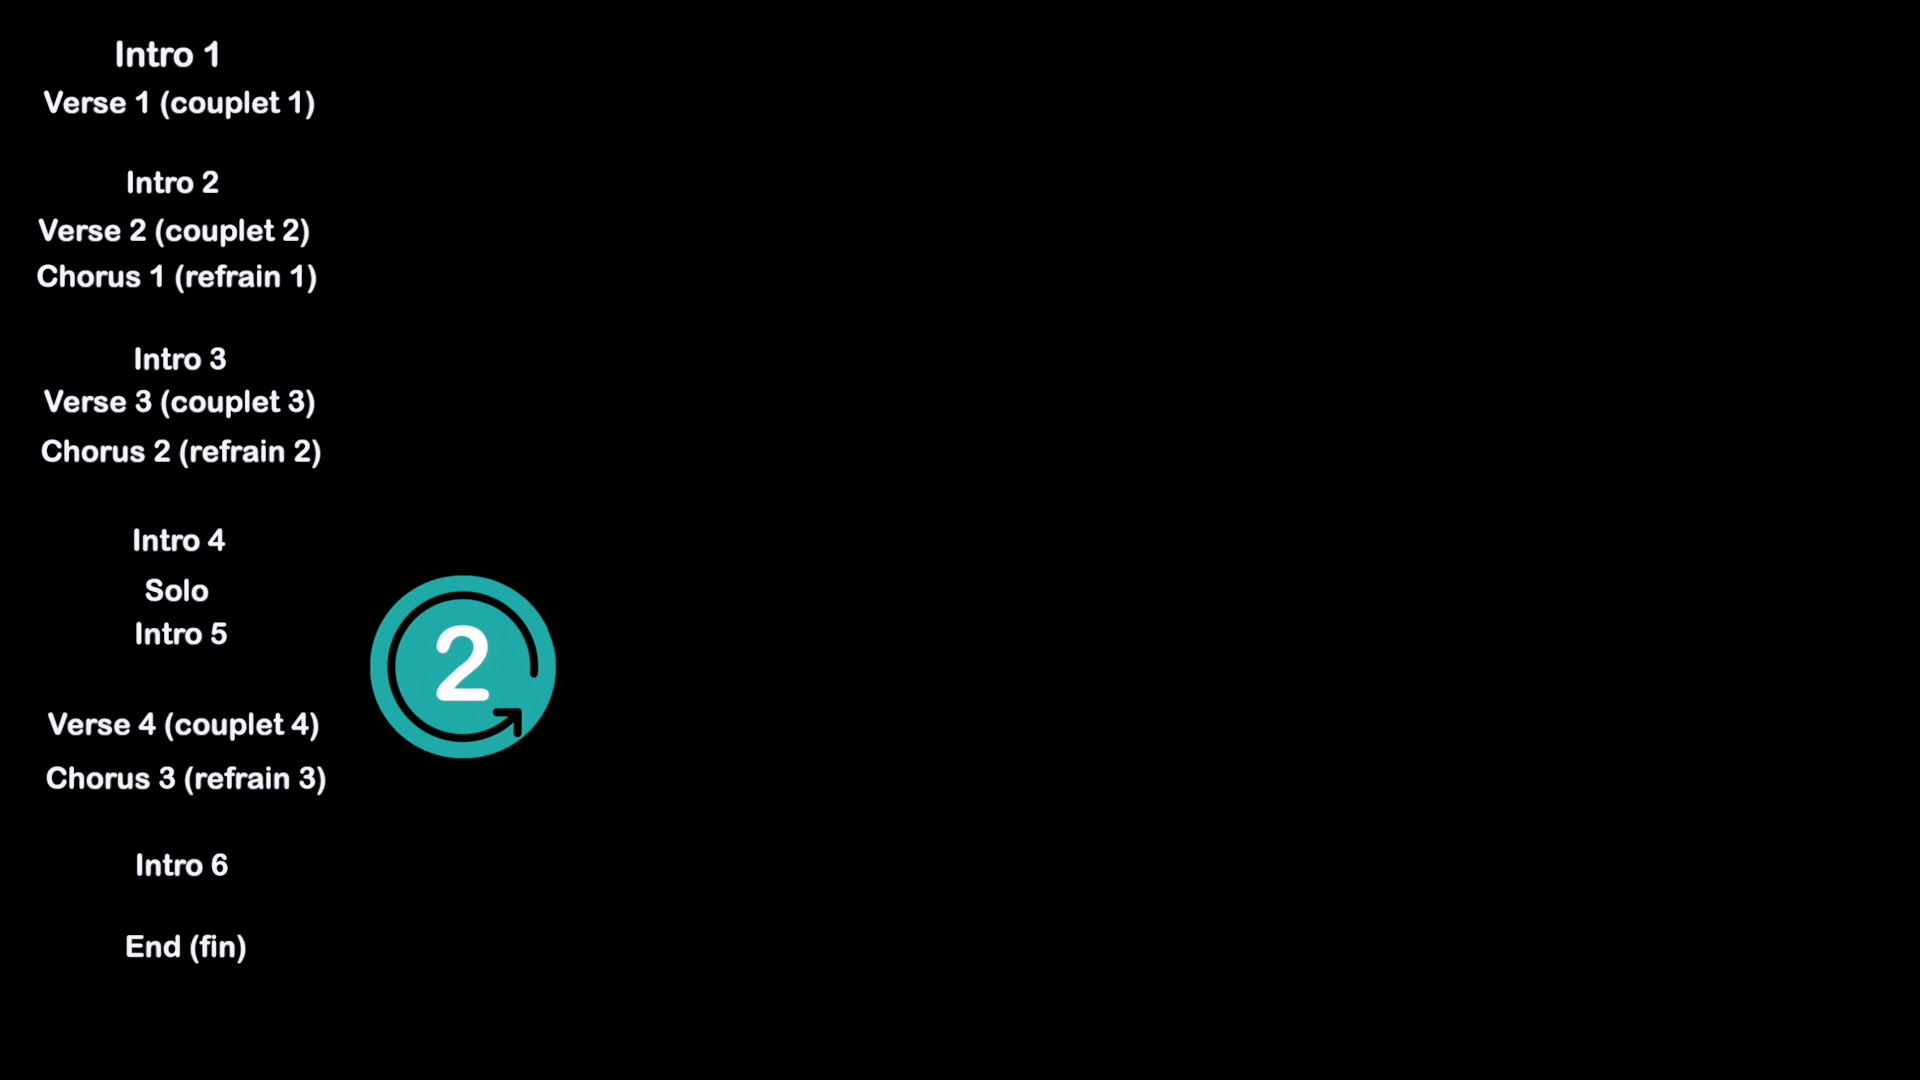 Intro 1
Verse 1 (couplet 1)
Intro 2
Verse 2 (couplet 2)
Chorus 1 (refrain 1)
Intro 3
Verse 3 (couplet 3)
Chorus 2 (refrain 2)
Intro 4
Solo
Intro 5
2
Verse 4 (couplet 4)
Chorus 3 (refrain 3)
Intro 6
End (fin)